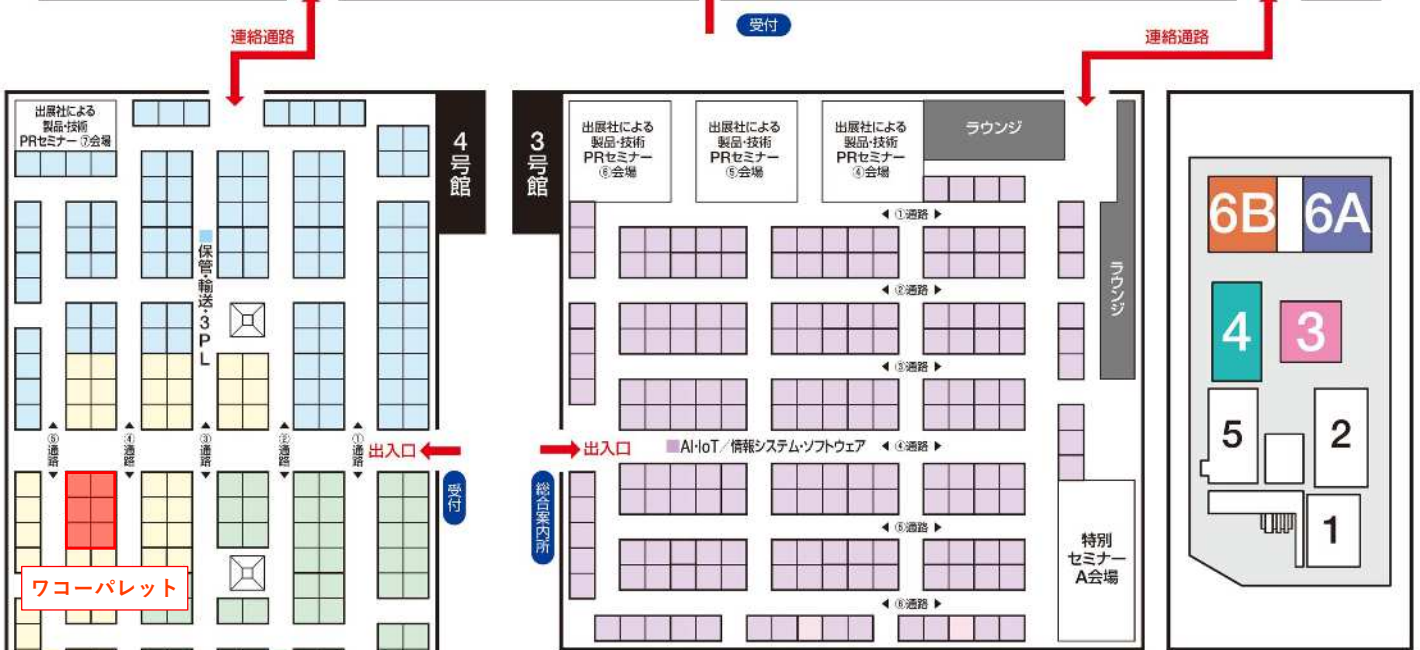 連絡通路
受付
連絡通路
出展社による
製品・技術
PRセミナー ⑦会場
4号館
3号館
出展社による
製品・技術
PRセミナー
⑥会場
出展社による
製品・技術
PRセミナー
⑤会場
出展社による
製品・技術
PRセミナー
④会場
ラウンジ
◀ ①通路 ▶
■保管・輸送・3PL
ラウンジ
6B
6A
◀ ②通路 ▶
4
3
◀ ③通路 ▶
◀ ⑤通路 ▶
◀ ④通路 ▶
◀ ③通路 ▶
◀ ②通路 ▶
◀ ①通路 ▶
出入口
出入口
■AI・IoT/情報システム・ソフトウェア
◀ ④通路 ▶
5
2
受付
総合案内所
◀ ⑤通路 ▶
1
特別
セミナー
A会場
ワコーパレット
◀ ⑥通路 ▶